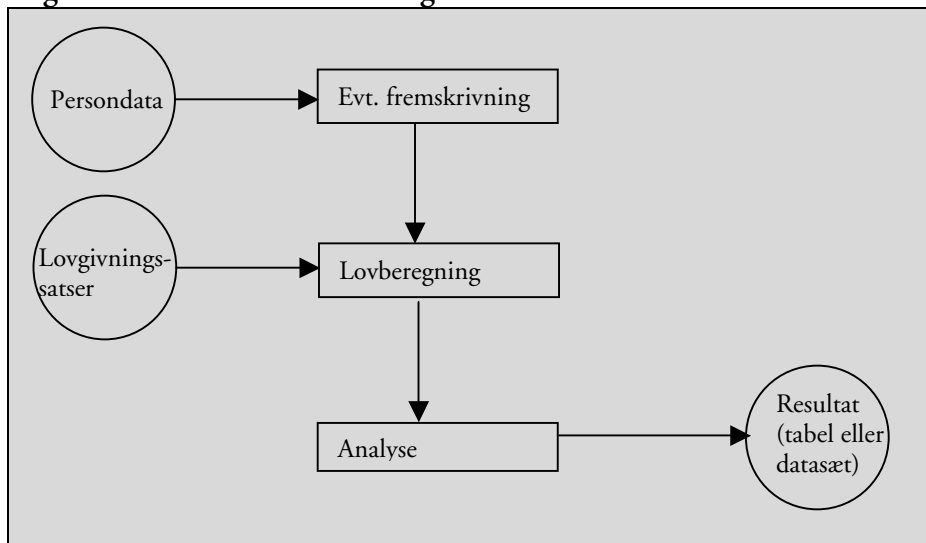 Persondata
Evt. fremskrivning
Lovgivnings-
satser
Lovberegning
Analyse
Resultat
(tabel eller
datasæt)